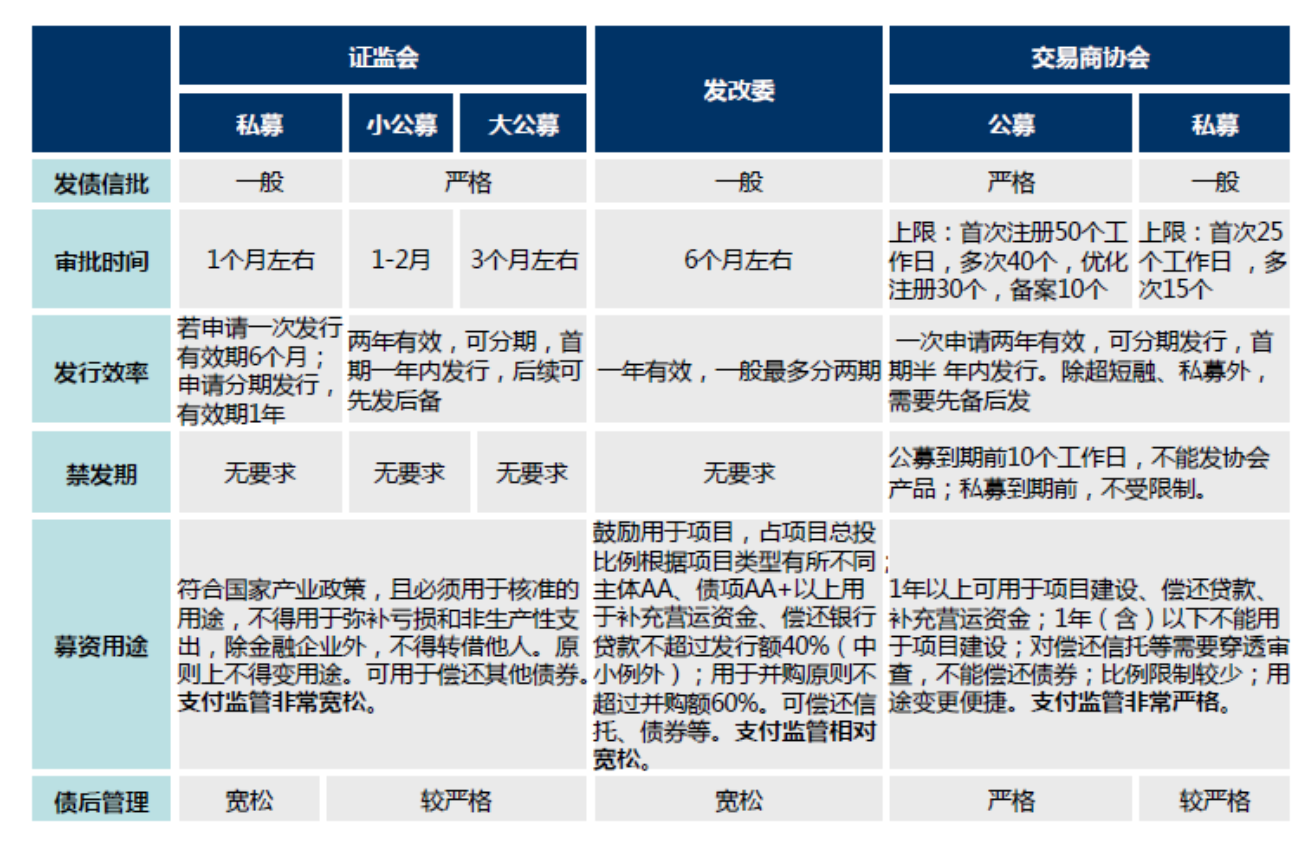 证监会
发改委
交易商协会
私募
小公募
大公募
公募
私募
发债信批
一般
严格
一般
严格
一般
审批时间
1个月左右
1-2月
3个月左右
6个月左右
上限：首次注册50个工
作日，多次40个，优化
注册30个，备案10个
上限：首次25
个工作日 ，多
次15个
发行效率
若申请一次发行
有效期6个月；
申请分期发行，
有效期1年
两年有效，可分期，首
期一年内发行，后续可
先发后备
一年有效，一般最多分两期
一次申请两年有效，可分期发行，首
期半 年内发行。除超短融、私募外，
需要先备后发
禁发期
无要求
无要求
无要求
无要求
公募到期前10个工作日，不能发协会
产品；私募到期前，不受限制。
募资用途
符合国家产业政策，且必须用于核准的
用途，不得用于弥补亏损和非生产性支
出，除金融企业外，不得转借他人。原
则上不得变用途。可用于偿还其他债券。
支付监管非常宽松。
鼓励用于项目，占项目总投
比例根据项目类型有所不同；
主体AA、债项AA+以上用
于补充营运资金、偿还银行
贷款不超过发行额40%（中
小例外）；用于并购原则不
超过并购额60%。可偿还信
托、债券等。支付监管相对
宽松。
1年以上可用于项目建设、偿还贷款、
补充营运资金；1年（含）以下不能用
于项目建设；对偿还信托等需要穿透审
查，不能偿还债券；比例限制较少；用
途变更便捷。支付监管非常严格。
债后管理
宽松
较严格
宽松
严格
较严格